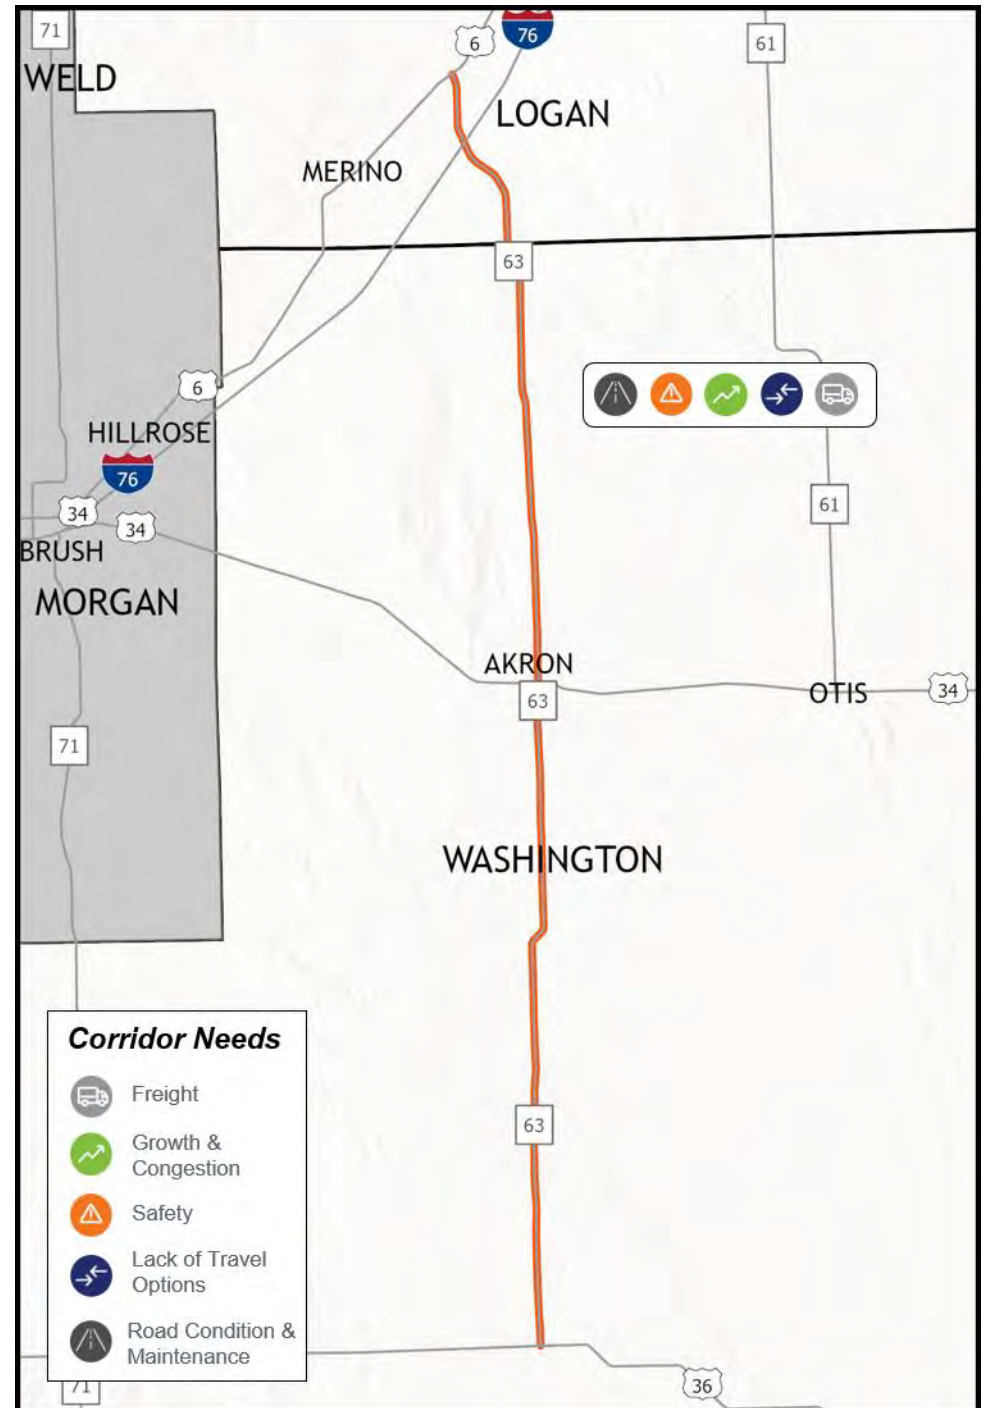 71
6
76
61
WELD
LOGAN
MERINO
63
6
HILLROSE
76
61
34
34
BRUSH
MORGAN
AKRON
OTIS
34
63
71
WASHINGTON
Corridor Needs
Freight
Growth &
Congestion
63
Safety
Lack of Travel
Options
Road Condition &
Maintenance
71
36